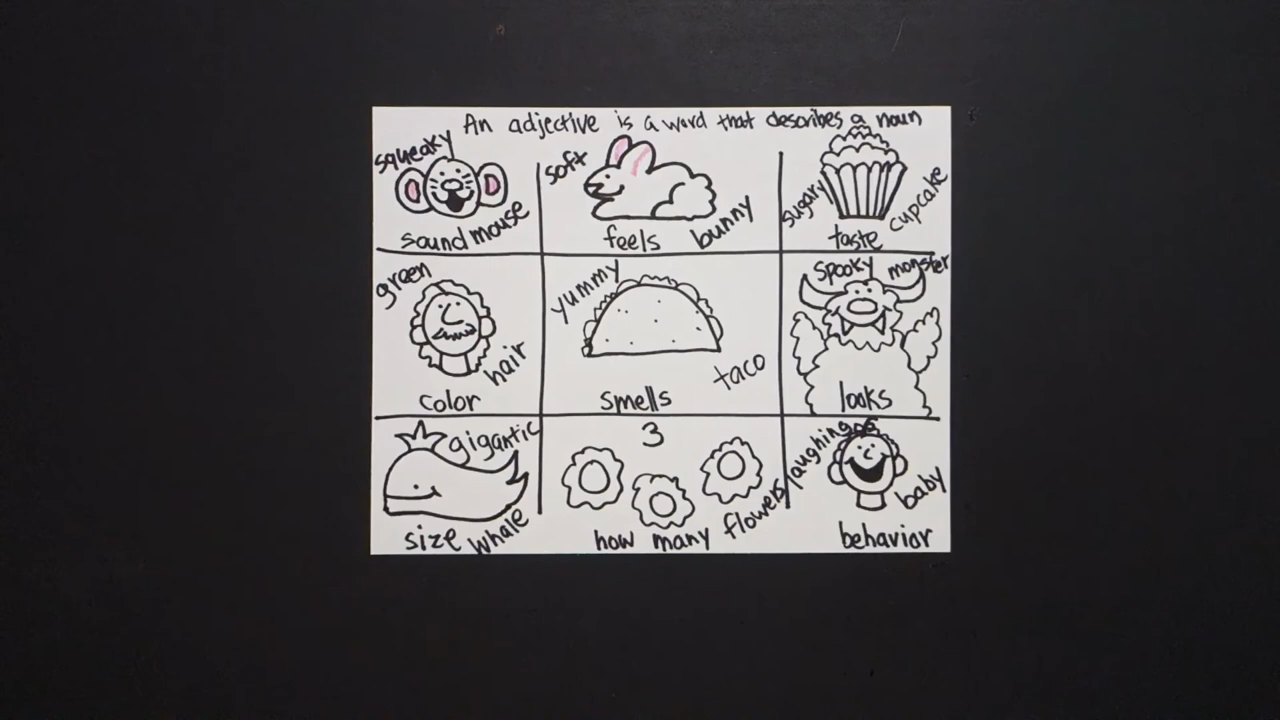 An adjective is a word that describes a noun
squeaky
sound mouse
soft
feels bunny
sugary
cupcake
taste
green
hair
color
yummy
taco
smells
spooky monster
looks
gigantic
size whale
3
flowers
how many
laughing
baby
behavior